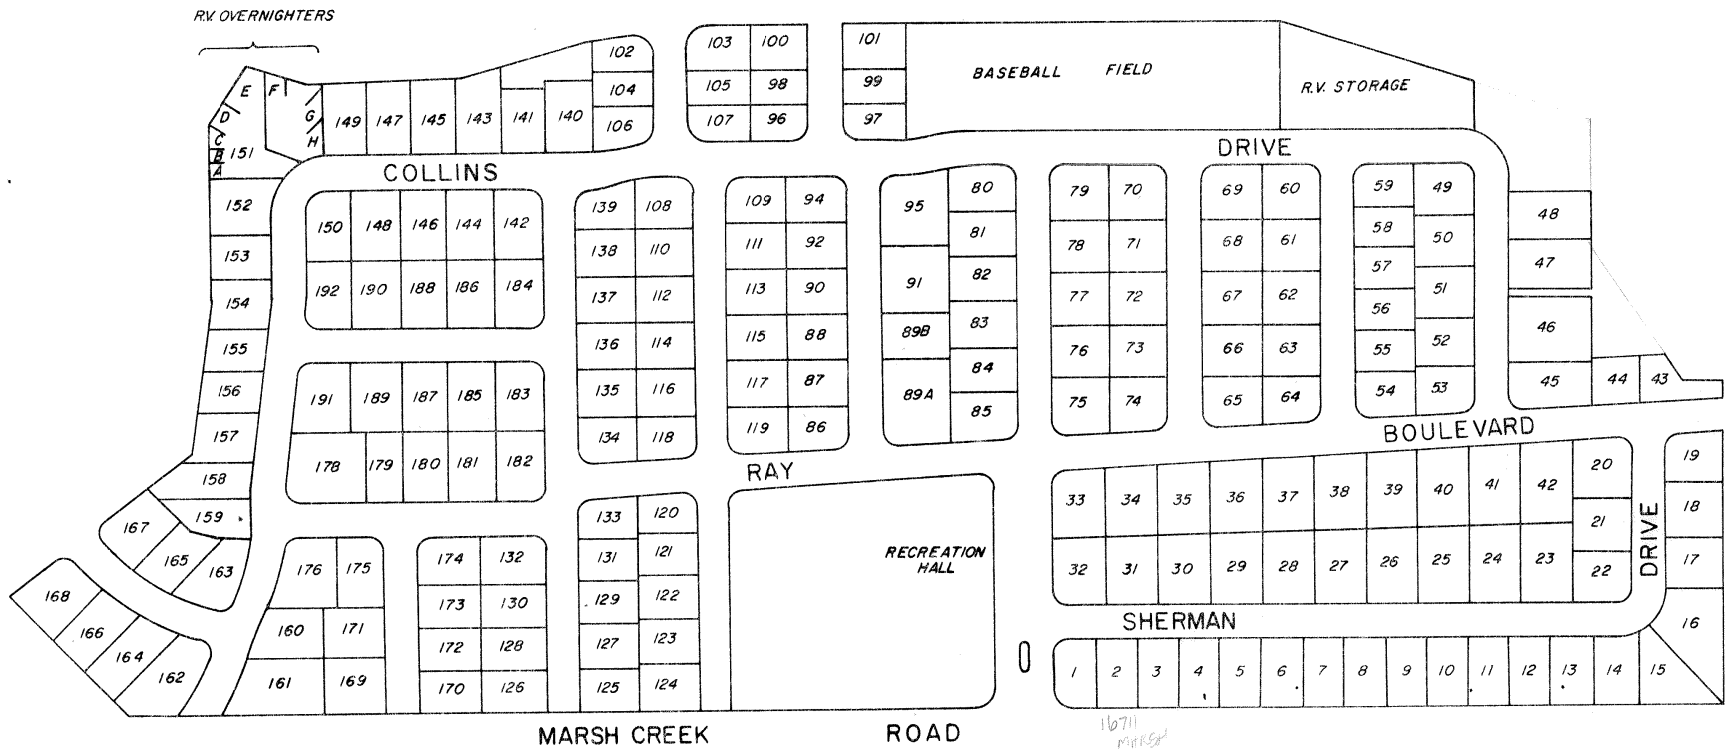 R.V. OVERNIGHTERS
102 103 100 101
BASEBALL FIELD
R.V. STORAGE
E F
104 105 98 99
D G 149 147 145 143 141 140
106 107 96 97
C H
B 151
A
COLLINS DRIVE
152
150 148 146 144 142
139 108 109 94 95 80 79 70 69 60 59 49
48
153
138 110 111 92 81 78 71 68 61 58 50
47
192 190 188 186 184
154
137 112 113 90 91 82 77 72 67 62 57 51
46
155
136 114 115 88 89B 83 76 73 66 63 56 52
55
156
191 189 187 185 183
135 116 117 87 89A 84 75 74 65 64 54 53
45 44 43
157
134 118 119 86 85
BOULEVARD
158
178 179 180 181 182
RAY
20 19
33 34 35 36 37 38 39 40 41 42
159
167
133 120
21 18
DRIVE
165
163
176 175 174 132 131 121
RECREATION
HALL
32 31 30 29 28 27 26 25 24 23 22 17
168
173 130 129 122
166
160 171 172 128 127 123
SHERMAN
16
164
162
161 169 170 126 125 124
1 2 3 4 5 6 7 8 9 10 11 12 13 14 15
MARSH CREEK ROAD
16711
MARSH